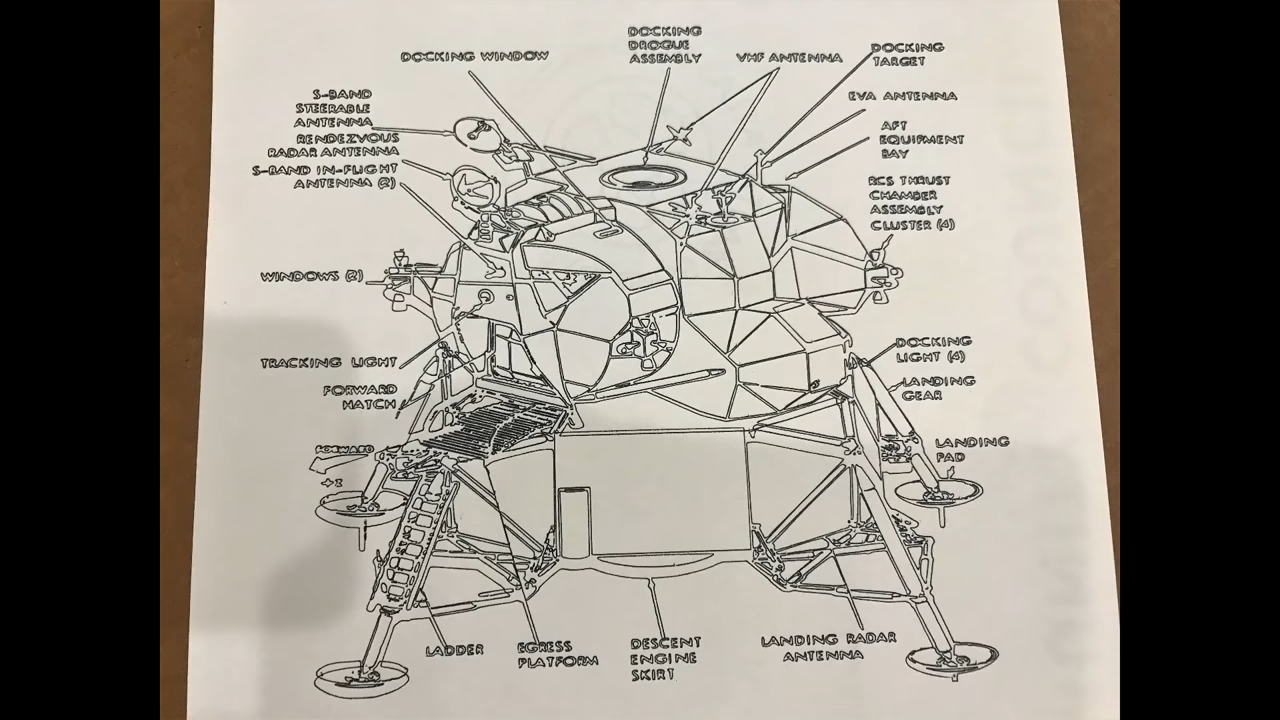 DOCKING WINDOW
DOCKING
DROGUE
ASSEMBLY
VHF ANTENNA
DOCKING
TARGET
S-BAND
STEERABLE
ANTENNA
EVA ANTENNA
RENDEZVOUS
RADAR ANTENNA
AFT
EQUIPMENT
BAY
S-BAND IN-FLIGHT
ANTENNA (2)
RCS THRUST
CHAMBER
ASSEMBLY
CLUSTER (4)
WINDOWS (2)
TRACKING LIGHT
DOCKING
LIGHT (4)
FORWARD
HATCH
LANDING
GEAR
FORWARD
+Z
LANDING
PAD
LADDER
EGRESS
PLATFORM
DESCENT
ENGINE
SKIRT
LANDING RADAR
ANTENNA